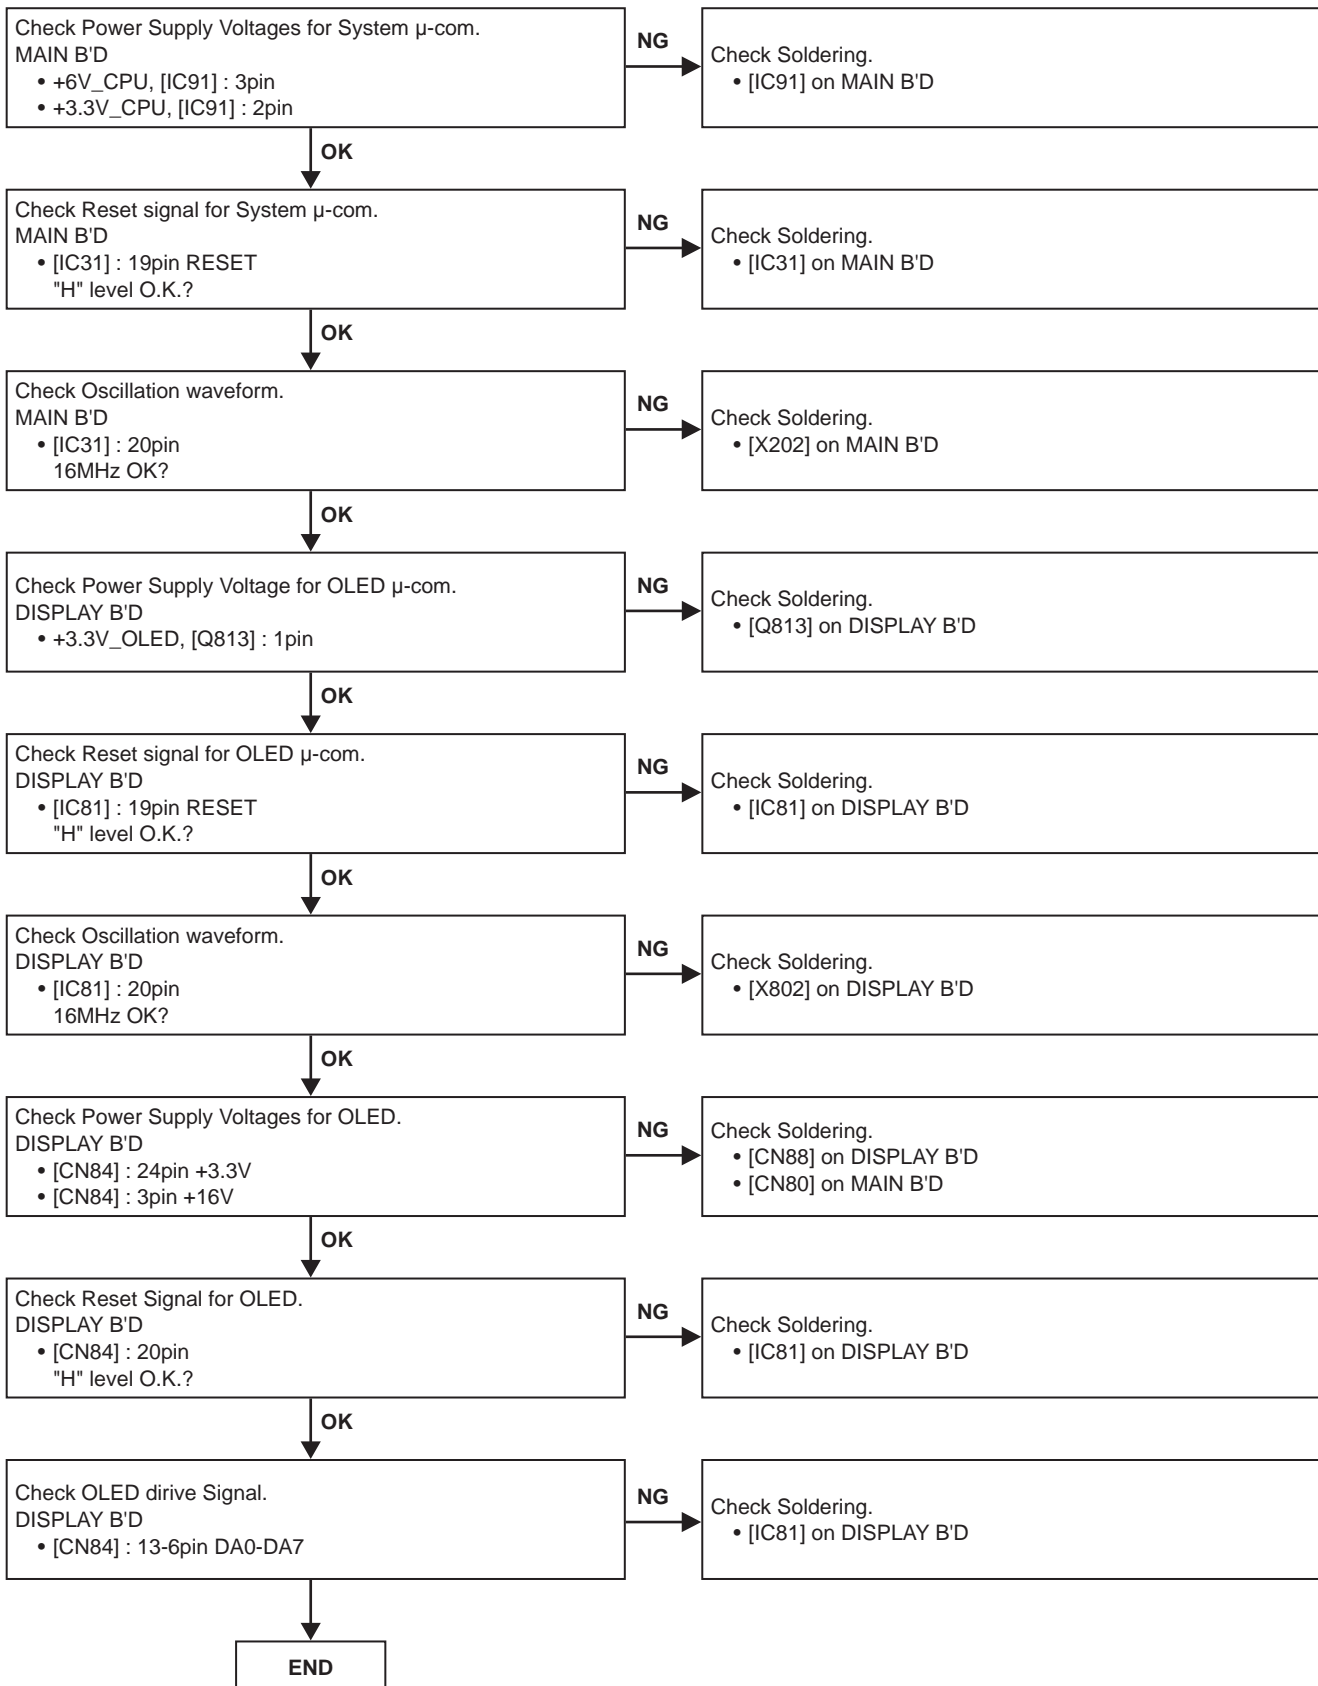 Check Power Supply Voltages for System μ-com.
MAIN B'D
• +6V_CPU, [IC91] : 3pin
• +3.3V_CPU, [IC91] : 2pin
NG
Check Soldering.
• [IC91] on MAIN B'D
OK
Check Reset signal for System μ-com.
MAIN B'D
• [IC31] : 19pin RESET
"H" level O.K.?
NG
Check Soldering.
• [IC31] on MAIN B'D
OK
Check Oscillation waveform.
MAIN B'D
• [IC31] : 20pin
16MHz OK?
NG
Check Soldering.
• [X202] on MAIN B'D
OK
Check Power Supply Voltage for OLED μ-com.
DISPLAY B'D
• +3.3V_OLED, [Q813] : 1pin
NG
Check Soldering.
• [Q813] on DISPLAY B'D
OK
Check Reset signal for OLED μ-com.
DISPLAY B'D
• [IC81] : 19pin RESET
"H" level O.K.?
NG
Check Soldering.
• [IC81] on DISPLAY B'D
OK
Check Oscillation waveform.
DISPLAY B'D
• [IC81] : 20pin
16MHz OK?
NG
Check Soldering.
• [X802] on DISPLAY B'D
OK
Check Power Supply Voltages for OLED.
DISPLAY B'D
• [CN84] : 24pin +3.3V
• [CN84] : 3pin +16V
NG
Check Soldering.
• [CN88] on DISPLAY B'D
• [CN80] on MAIN B'D
OK
Check Reset Signal for OLED.
DISPLAY B'D
• [CN84] : 20pin
"H" level O.K.?
NG
Check Soldering.
• [IC81] on DISPLAY B'D
OK
Check OLED dirive Signal.
DISPLAY B'D
• [CN84] : 13-6pin DA0-DA7
NG
Check Soldering.
• [IC81] on DISPLAY B'D
END